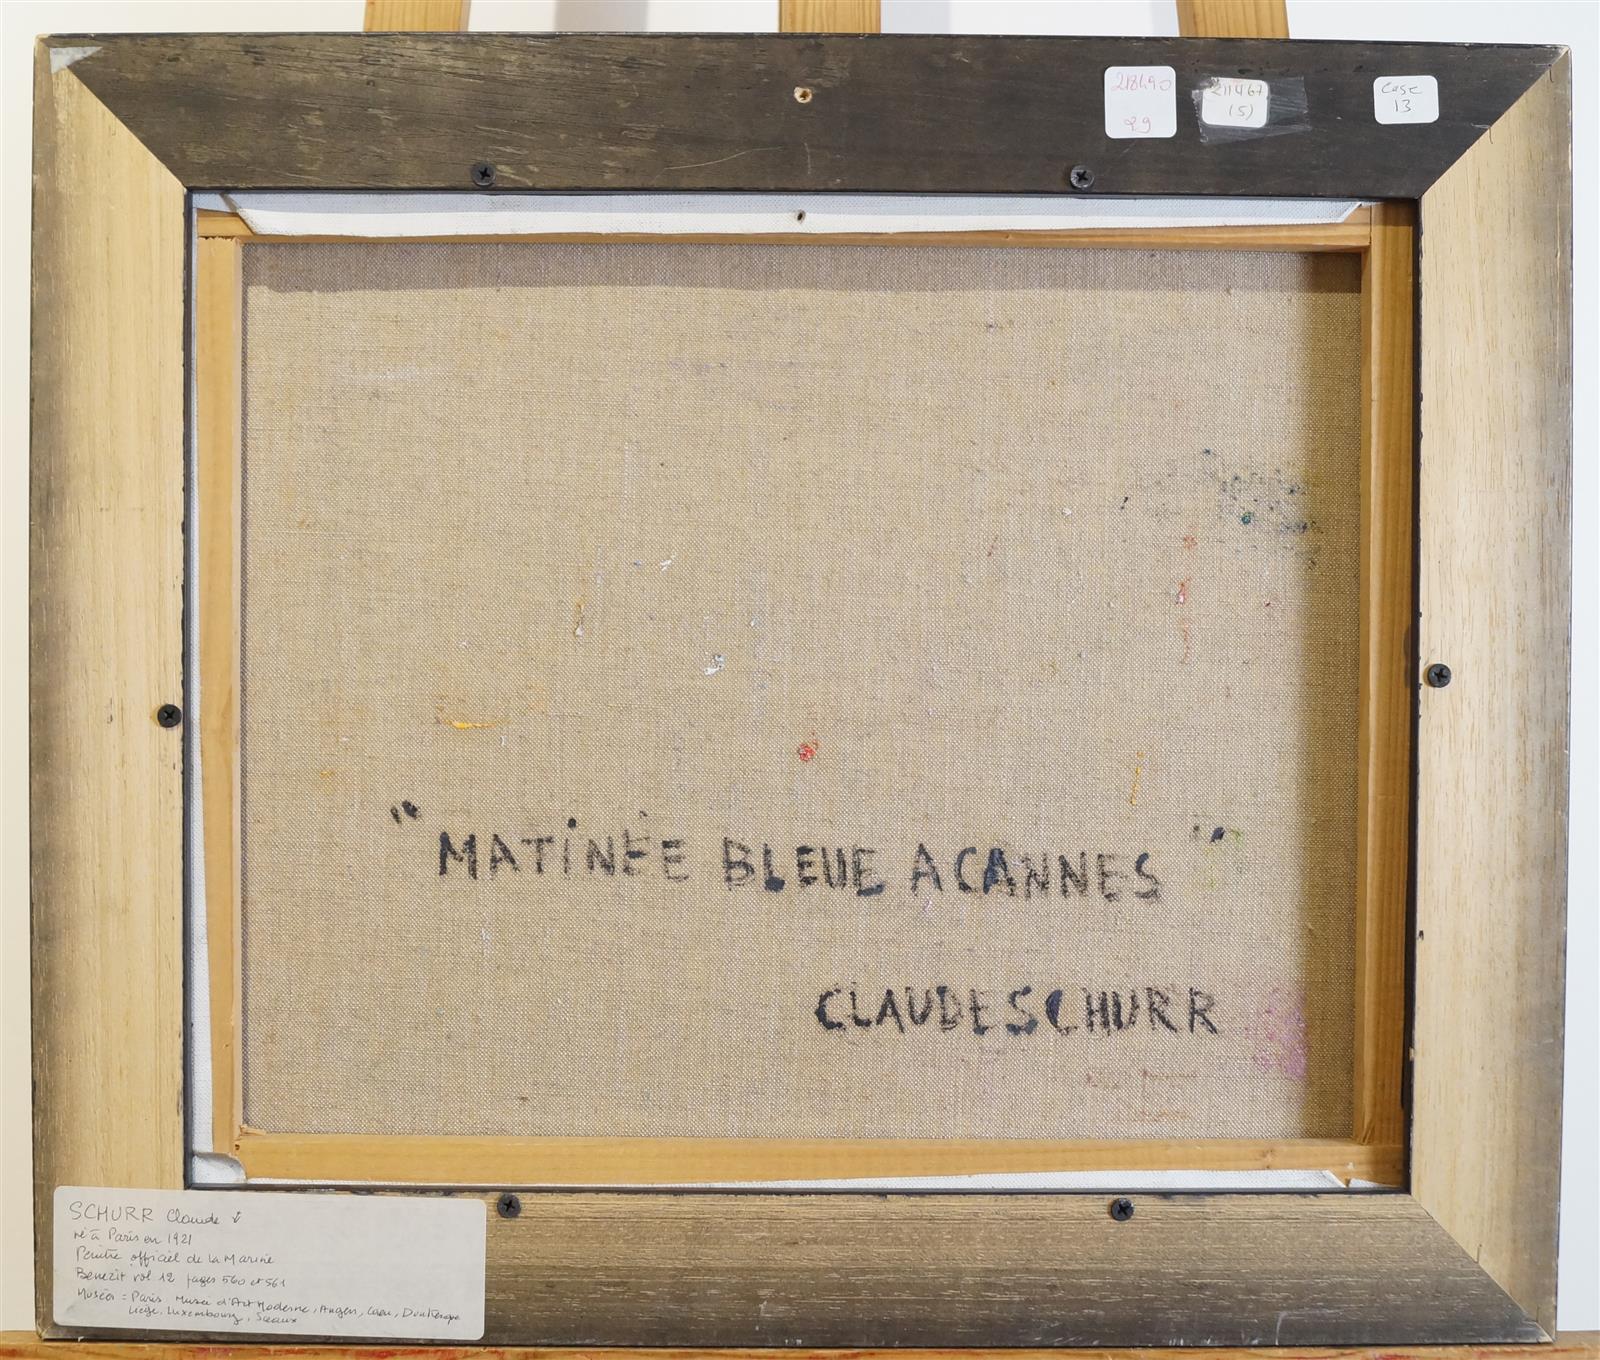 218490
29
211467
(5)
Case
13
"MATiNÉE BLEUE A CANNES"
CLAUDE SCHURR
SCHURR Claude
né à Paris en 1921
Peintre officiel de la Marine
Benezit vol 12 pages 560 et 561
Musées = Paris Musée d'Art Moderne, Angers, Caen, Dunkerque
Liège, Luxembourg, Sceaux